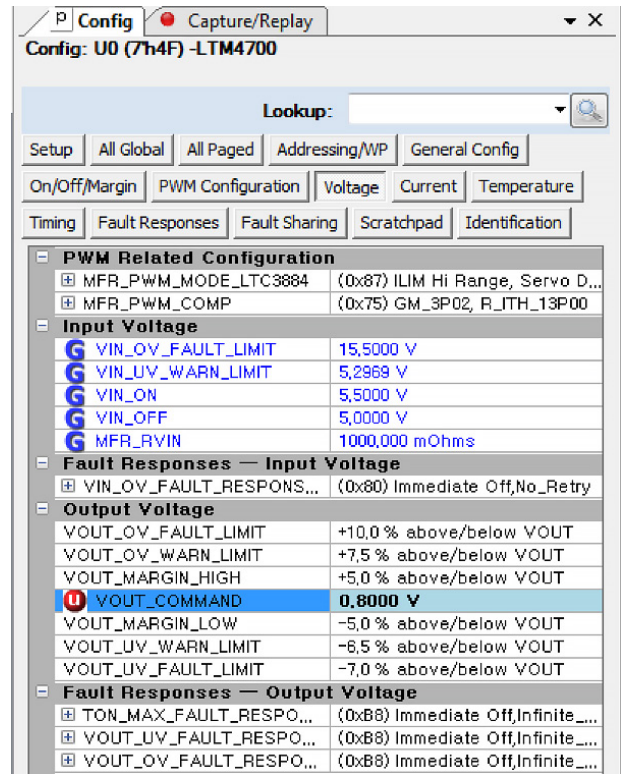 P Config Capture/Replay
Config: U0 (7'h4F) -LTM4700
Lookup:
Setup All Global All Paged Addressing/WP General Config
On/Off/Margin PWM Configuration Voltage Current Temperature
Timing Fault Responses Fault Sharing Scratchpad Identification
PWM Related Configuration
MFR_PWM_MODE_LTC3884 (0x87) ILIM Hi Range, Servo D...
MFR_PWM_COMP (0x75) GM_3P02, R_ITH_13P00
Input Voltage
G VIN_OV_FAULT_LIMIT 15,5000 V
G VIN_UV_WARN_LIMIT 5,2969 V
G VIN_ON 5,5000 V
G VIN_OFF 5,0000 V
G MFR_RVIN 1000,000 mOhms
Fault Responses — Input Voltage
VIN_OV_FAULT_RESPONS... (0x80) Immediate Off,No_Retry
Output Voltage
VOUT_OV_FAULT_LIMIT +10,0 % above/below VOUT
VOUT_OV_WARN_LIMIT +7,5 % above/below VOUT
VOUT_MARGIN_HIGH +5,0 % above/below VOUT
U VOUT_COMMAND 0,8000 V
VOUT_MARGIN_LOW -5,0 % above/below VOUT
VOUT_UV_WARN_LIMIT -6,5 % above/below VOUT
VOUT_UV_FAULT_LIMIT -7,0 % above/below VOUT
Fault Responses — Output Voltage
TON_MAX_FAULT_RESPO... (0xB8) Immediate Off,Infinite_...
VOUT_UV_FAULT_RESPO... (0xB8) Immediate Off,Infinite_...
VOUT_OV_FAULT_RESPO... (0xB8) Immediate Off,Infinite_...